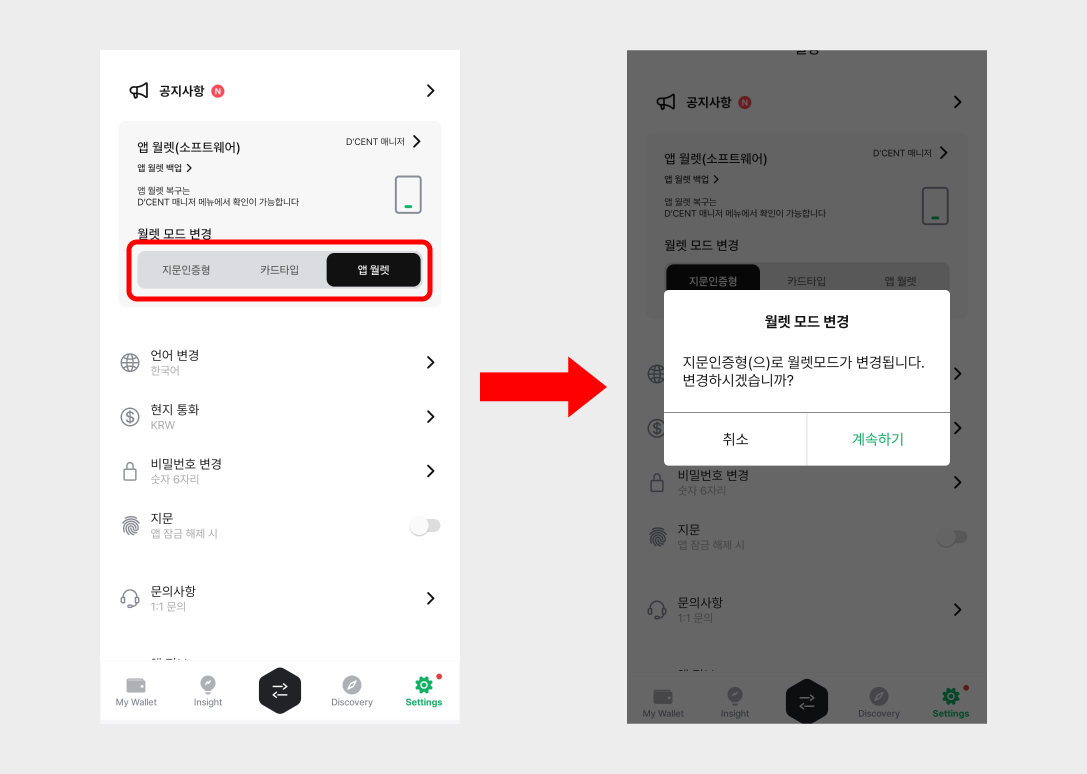 공지사항 N
앱 월렛(소프트웨어)
D'CENT 매니저
앱 월렛 백업
앱 월렛 복구는
D'CENT 매니저 메뉴에서 확인이 가능합니다
월렛 모드 변경
지문인증형 카드타입 앱 월렛
언어 변경
한국어
현지 통화
KRW
비밀번호 변경
숫자 6자리
지문
앱 잠금 해제 시
문의사항
1:1 문의
My Wallet Insight Discovery Settings
공지사항 N
앱 월렛(소프트웨어)
D'CENT 매니저
앱 월렛 백업
앱 월렛 복구는
D'CENT 매니저 메뉴에서 확인이 가능합니다
월렛 모드 변경
지문인증형 카드타입 앱 월렛
월렛 모드 변경
지문인증형(으)로 월렛모드가 변경됩니다.
변경하시겠습니까?
취소 계속하기
비밀번호 변경
숫자 6자리
지문
앱 잠금 해제 시
문의사항
1:1 문의
My Wallet Insight Discovery Settings